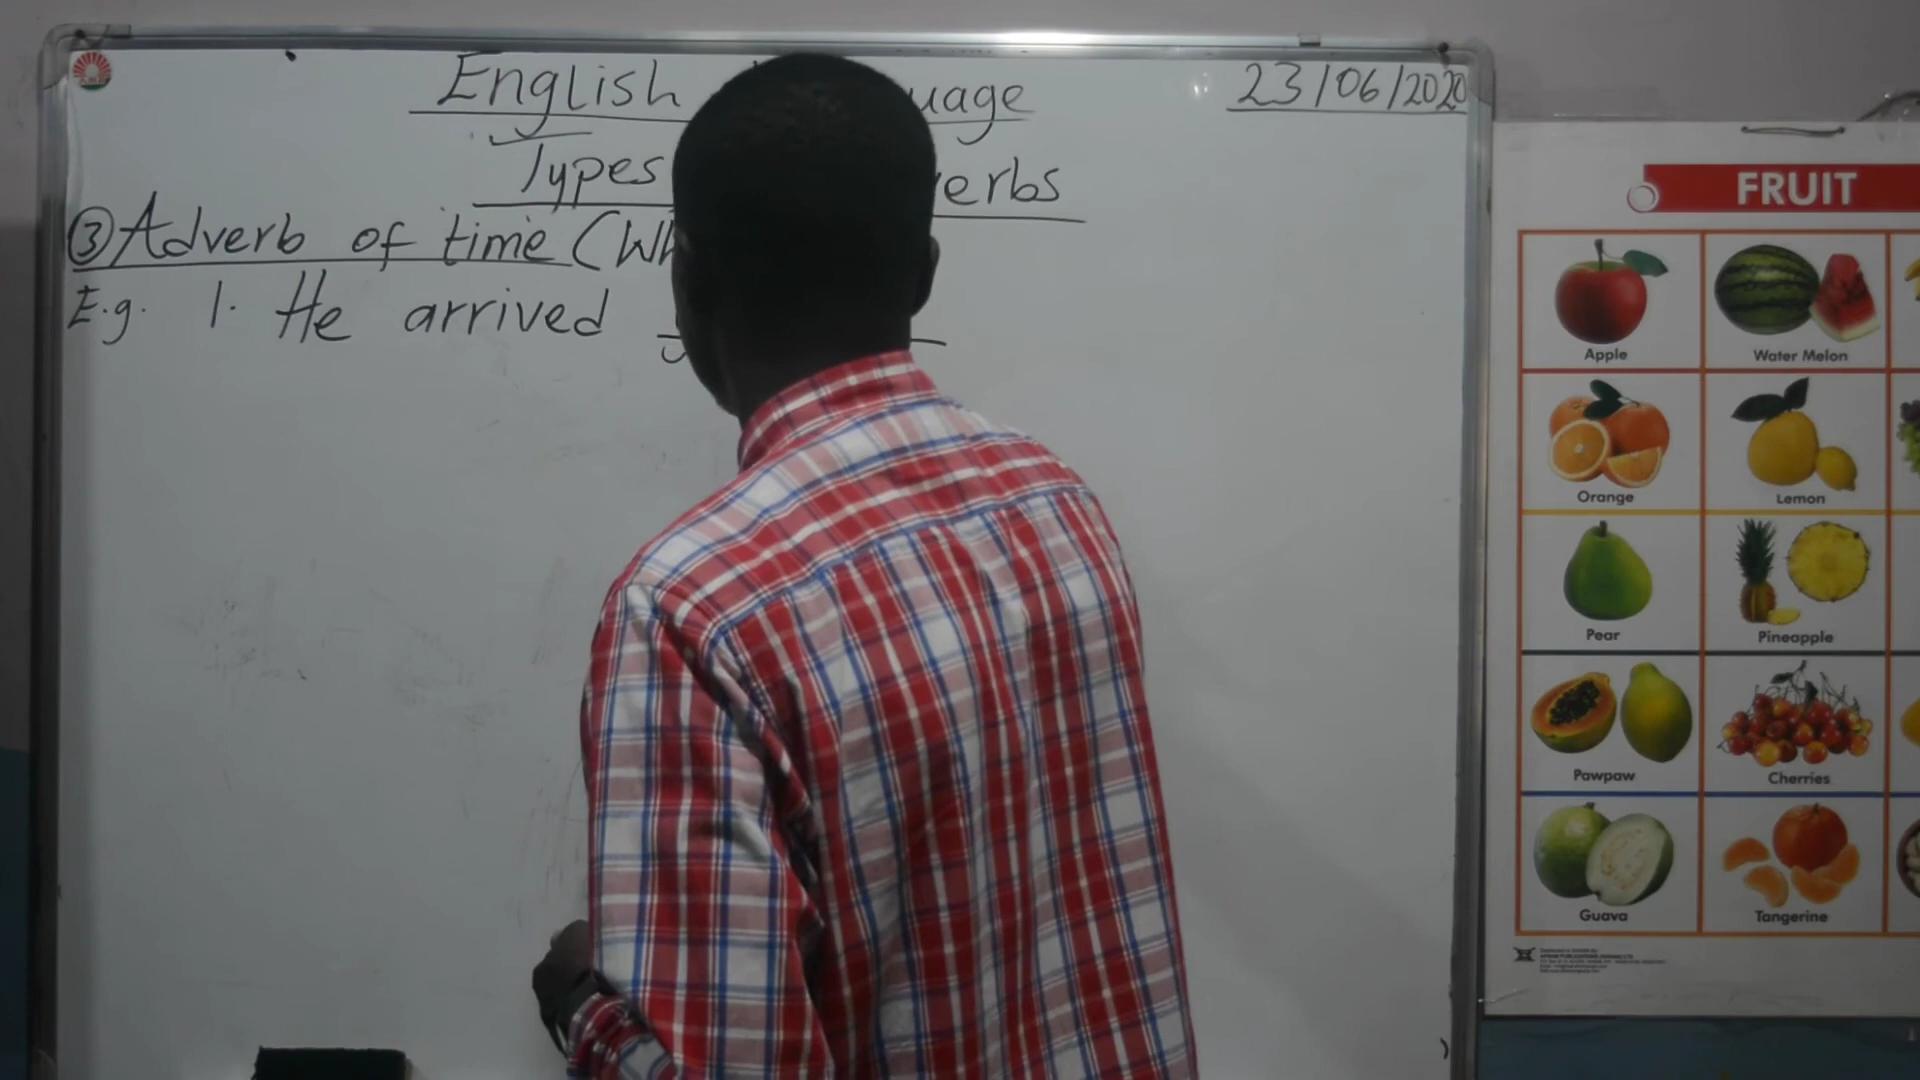 English uage 23/06/2020
Types erbs
③ Adverb of time (Wh
E.g. 1. He arrived
FRUIT
Apple Water Melon
Orange Lemon
Pear Pineapple
Pawpaw Cherries
Guava Tangerine